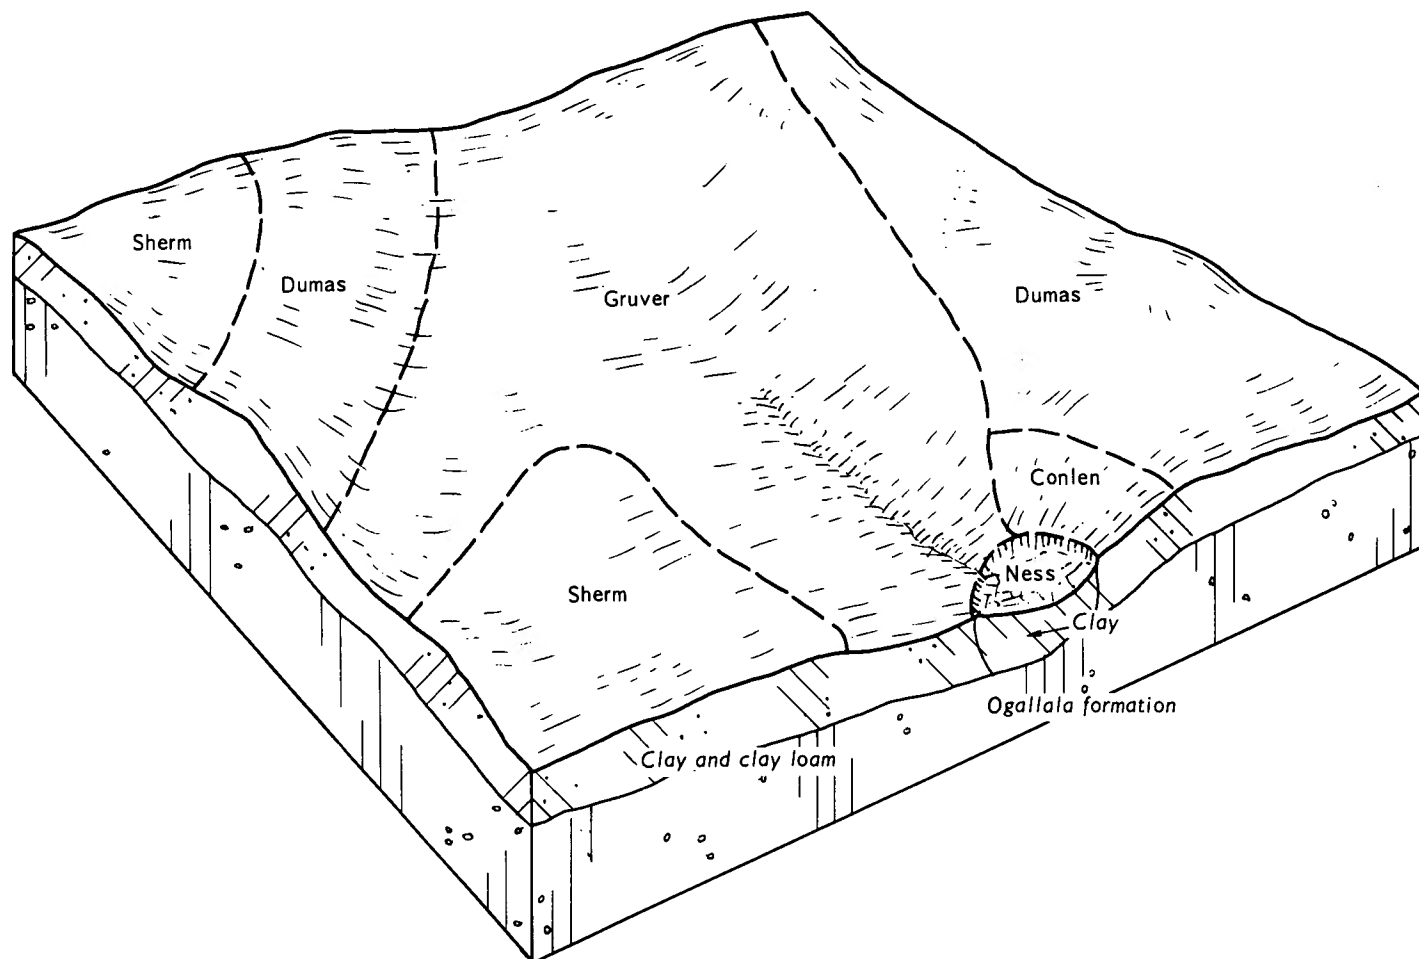 Sherm
Dumas
Gruver
Dumas
Conlen
Ness
Sherm
Clay
Ogallala formation
Clay and clay loam